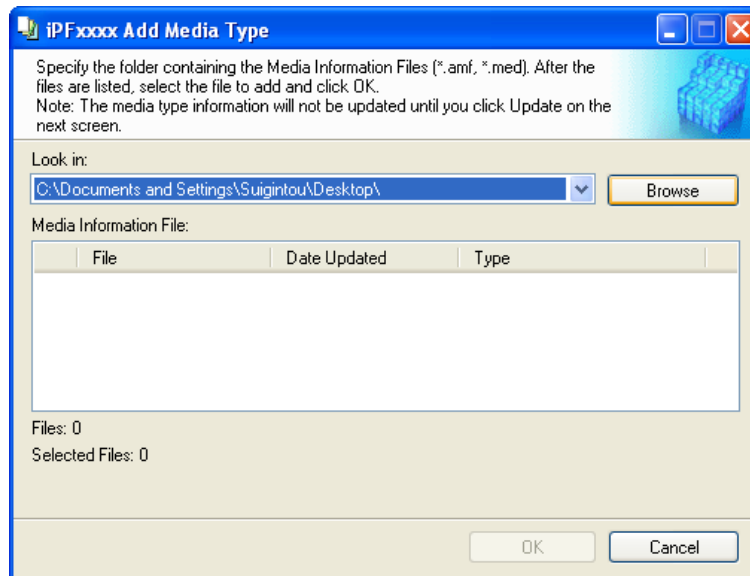 iPFxxxx Add Media Type
Specify the folder containing the Media Information Files (*.amf, *.med). After the
files are listed, select the file to add and click OK.
Note: The media type information will not be updated until you click Update on the
next screen.
Look in:
C:\Documents and Settings\Suigintou\Desktop\
Browse
Media Information File:
File Date Updated Type
Files: 0
Selected Files: 0
OK Cancel